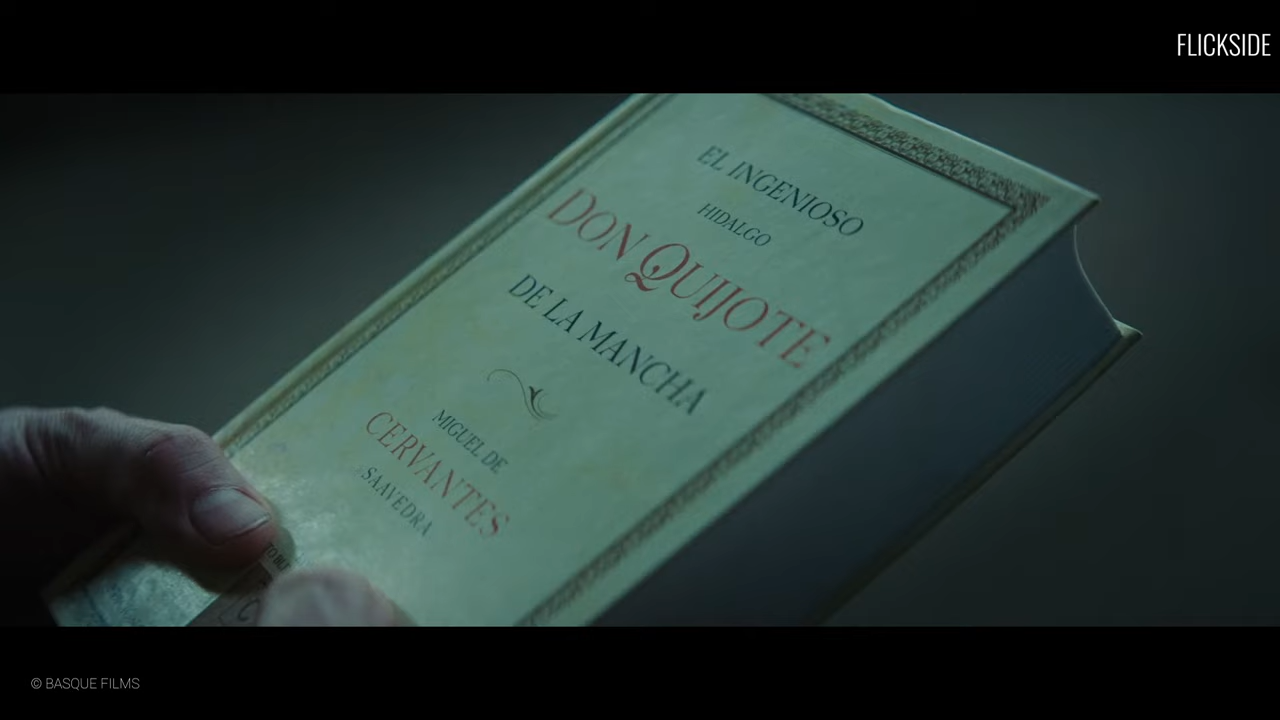 FLICKSIDE
EL INGENIOSO
HIDALGO
DON QUIJOTE
DE LA MANCHA
MIGUEL DE
CERVANTES
SAAVEDRA
© BASQUE FILMS